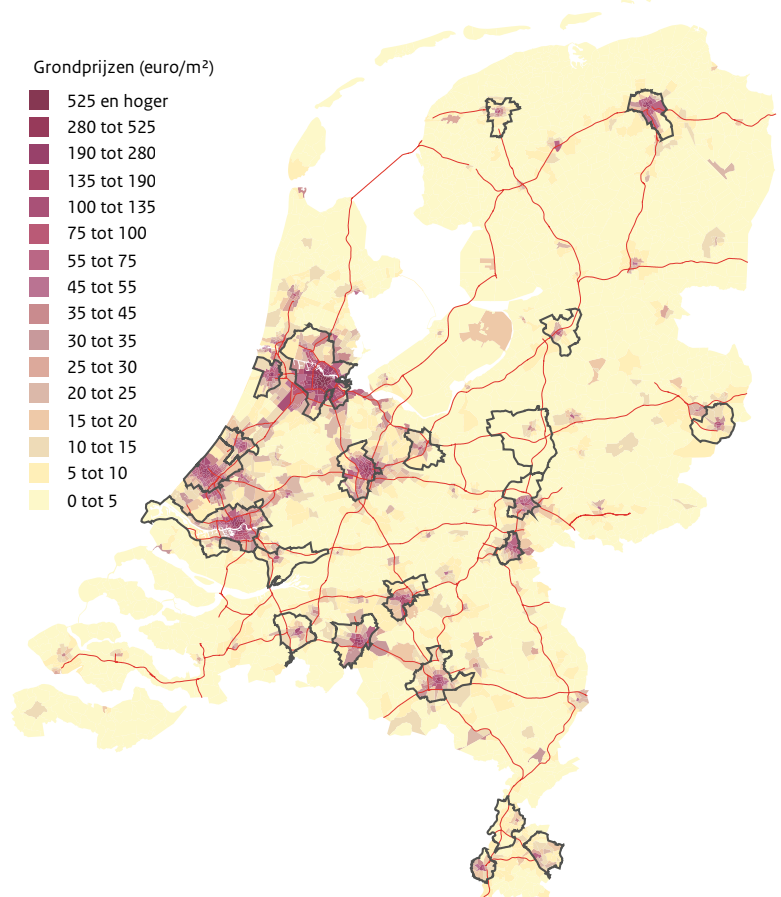 Grondprijzen (euro/m²)
525 en hoger
280 tot 525
190 tot 280
135 tot 190
100 tot 135
75 tot 100
55 tot 75
45 tot 55
35 tot 45
30 tot 35
25 tot 30
20 tot 25
15 tot 20
10 tot 15
5 tot 10
0 tot 5